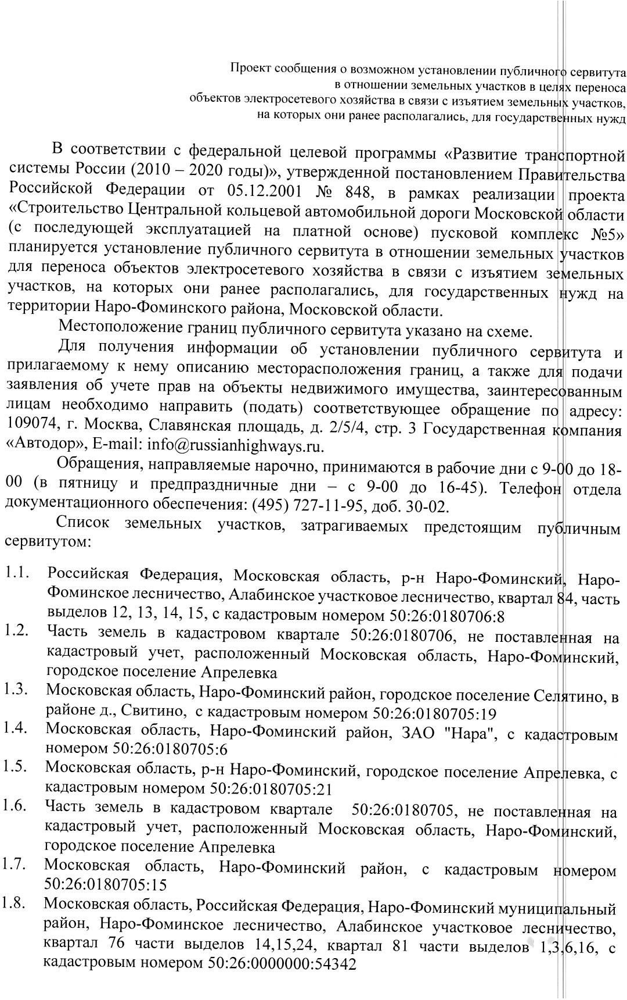 Проект сообщения о возможном установлении публичного сервитута
в отношении земельных участков в целях переноса
объектов электросетевого хозяйства в связи с изъятием земельных участков,
на которых они ранее располагались, для государственных нужд
В соответствии с федеральной целевой программы «Развитие транспортной
системы России (2010 – 2020 годы)», утвержденной постановлением Правительства
Российской Федерации от 05.12.2001 № 848, в рамках реализации проекта
«Строительство Центральной кольцевой автомобильной дороги Московской области
(с последующей эксплуатацией на платной основе) пусковой комплекс №5»
планируется установление публичного сервитута в отношении земельных участков
для переноса объектов электросетевого хозяйства в связи с изъятием земельных
участков, на которых они ранее располагались, для государственных нужд на
территории Наро-Фоминского района, Московской области.
Местоположение границ публичного сервитута указано на схеме.
Для получения информации об установлении публичного сервитута и
прилагаемому к нему описанию месторасположения границ, а также для подачи
заявления об учете прав на объекты недвижимого имущества, заинтересованным
лицам необходимо направить (подать) соответствующее обращение по адресу:
109074, г. Москва, Славянская площадь, д. 2/5/4, стр. 3 Государственная компания
«Автодор», E-mail: info@russianhighways.ru.
Обращения, направляемые нарочно, принимаются в рабочие дни с 9-00 до 18-
00 (в пятницу и предпраздничные дни – с 9-00 до 16-45). Телефон отдела
документационного обеспечения: (495) 727-11-95, доб. 30-02.
Список земельных участков, затрагиваемых предстоящим публичным
сервитутом:
1.1. Российская Федерация, Московская область, р-н Наро-Фоминский, Наро-
Фоминское лесничество, Алабинское участковое лесничество, квартал 84, часть
выделов 12, 13, 14, 15, с кадастровым номером 50:26:0180706:8
1.2. Часть земель в кадастровом квартале 50:26:0180706, не поставленная на
кадастровый учет, расположенный Московская область, Наро-Фоминский,
городское поселение Апрелевка
1.3. Московская область, Наро-Фоминский район, городское поселение Селятино, в
районе д., Свитино, с кадастровым номером 50:26:0180705:19
1.4. Московская область, Наро-Фоминский район, ЗАО "Нара", с кадастровым
номером 50:26:0180705:6
1.5. Московская область, р-н Наро-Фоминский, городское поселение Апрелевка, с
кадастровым номером 50:26:0180705:21
1.6. Часть земель в кадастровом квартале 50:26:0180705, не поставленная на
кадастровый учет, расположенный Московская область, Наро-Фоминский,
городское поселение Апрелевка
1.7. Московская область, Наро-Фоминский район, с кадастровым номером
50:26:0180705:15
1.8. Московская область, Российская Федерация, Наро-Фоминский муниципальный
район, Наро-Фоминское лесничество, Алабинское участковое лесничество,
квартал 76 части выделов 14,15,24, квартал 81 части выделов 1,3,6,16, с
кадастровым номером 50:26:0000000:54342